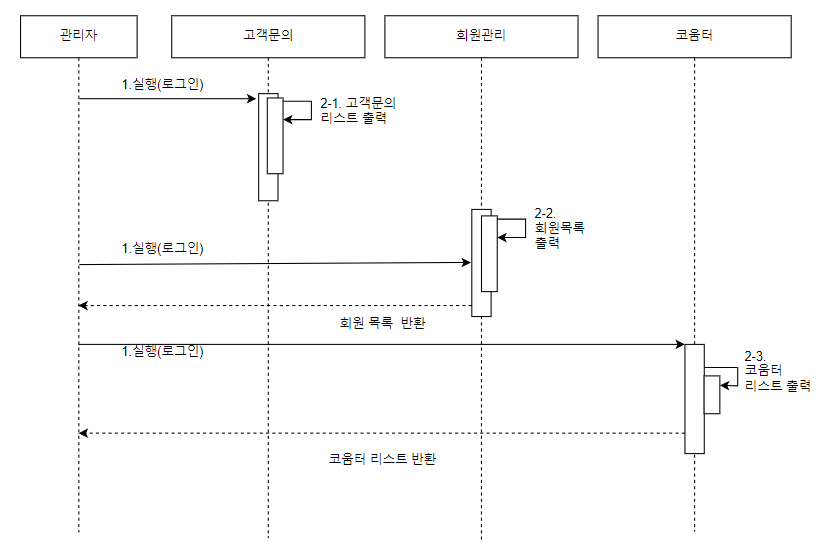 관리자
고객문의
회원관리
코움터
1.실행(로그인)
2-1. 고객문의
리스트 출력
2-2.
회원목록
출력
1.실행(로그인)
회원 목록 반환
1.실행(로그인)
2-3.
코움터
리스트 출력
코움터 리스트 반환